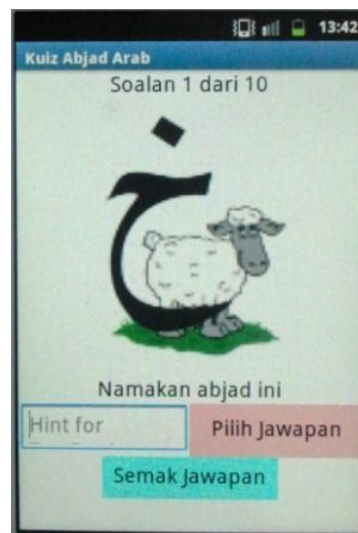 13:42
Kuiz Abjad Arab
Soalan 1 dari 10
خ
Namakan abjad ini
Hint for
Pilih Jawapan
Semak Jawapan